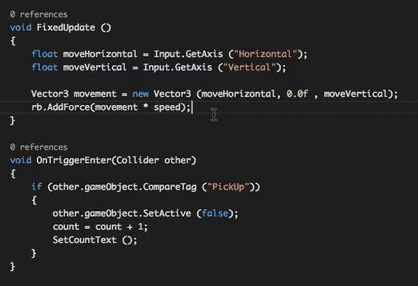 0 references
void FixedUpdate ()
{
float moveHorizontal = Input.GetAxis ("Horizontal");
float moveVertical = Input.GetAxis ("Vertical");
Vector3 movement = new Vector3 (moveHorizontal, 0.0f , moveVertical);
rb.AddForce(movement * speed);
}
0 references
void OnTriggerEnter(Collider other)
{
if (other.gameObject.CompareTag ("PickUp"))
{
other.gameObject.SetActive (false);
count = count + 1;
SetCountText ();
}
}